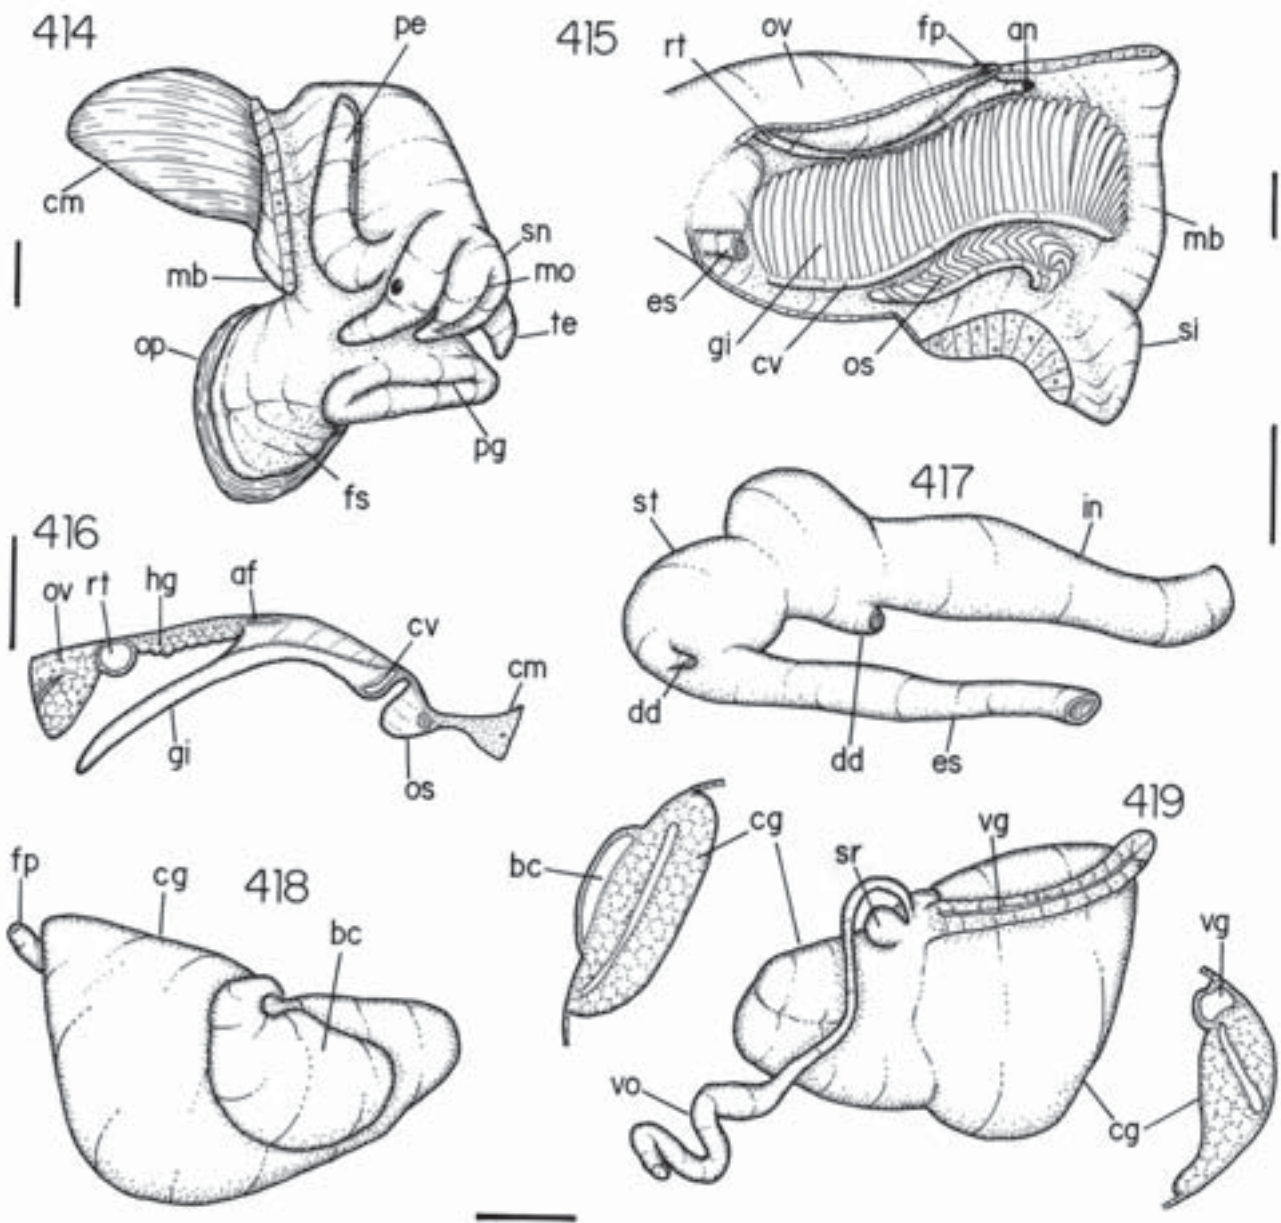 414
pe
cm
sn
mb
mo
te
op
pg
fs
415
rt
ov
fp
an
mb
es
gi
cv
os
si
416
ov
rt
hg
af
cv
cm
gi
os
417
st
in
dd
dd
es
418
fp
cg
bc
419
bc
cg
sr
vg
vg
vo
cg